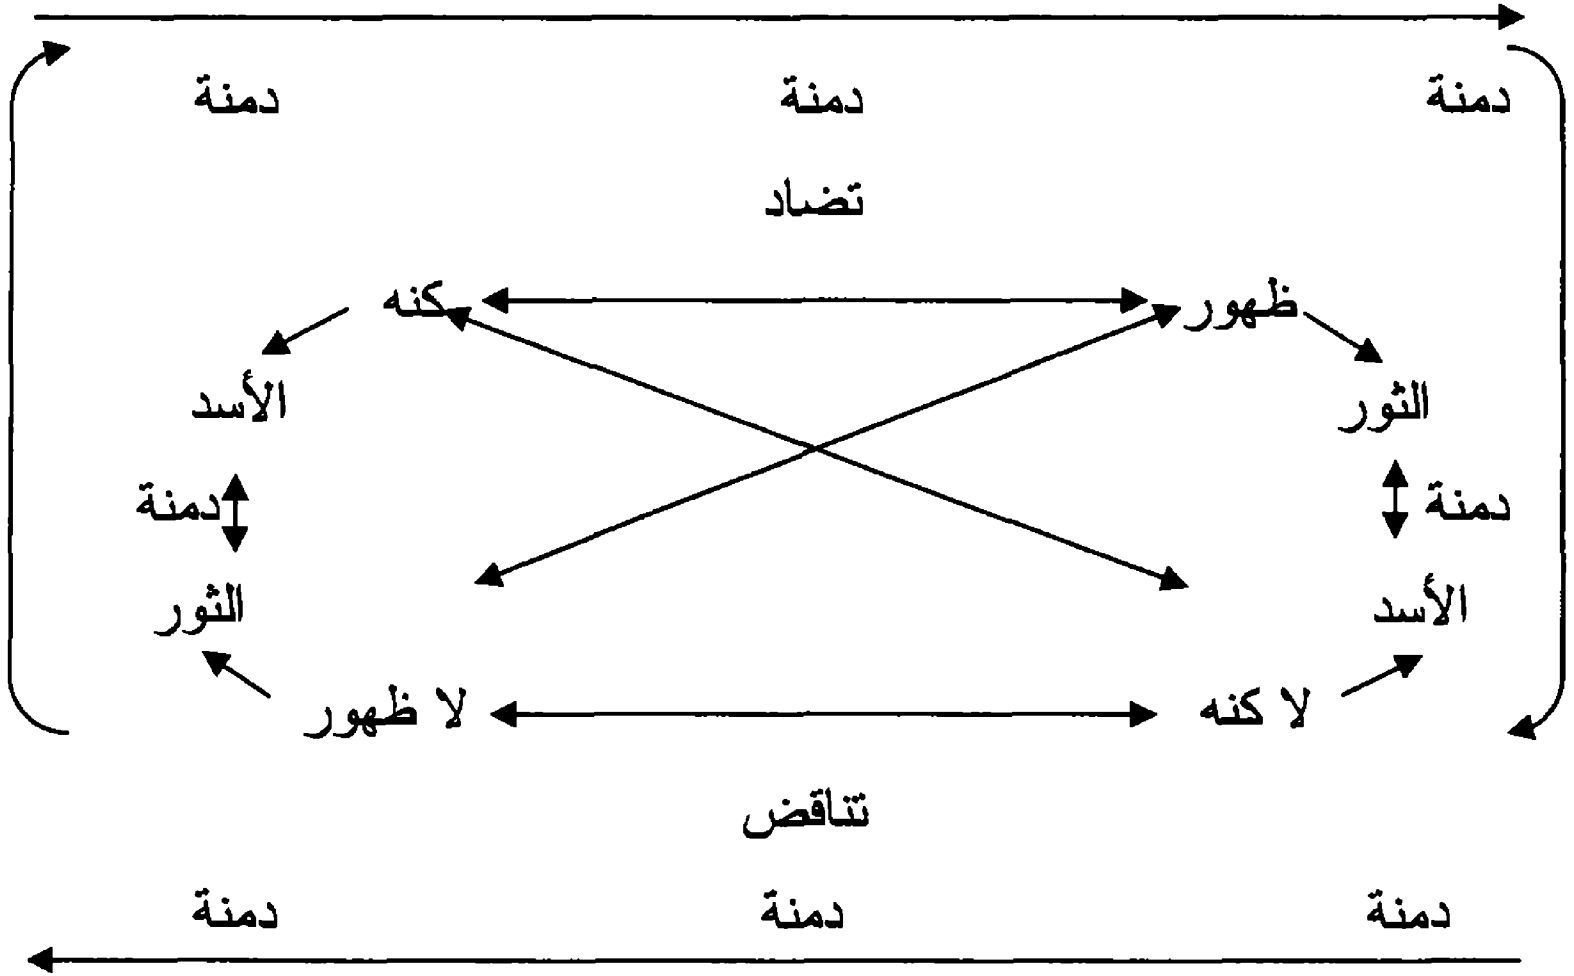 دمنة دمنة دمنة
تضاد
ظهور كنه
الثور الأسد
دمنة دمنة
الأسد الثور
لا كنه لا ظهور
تناقض
دمنة دمنة دمنة